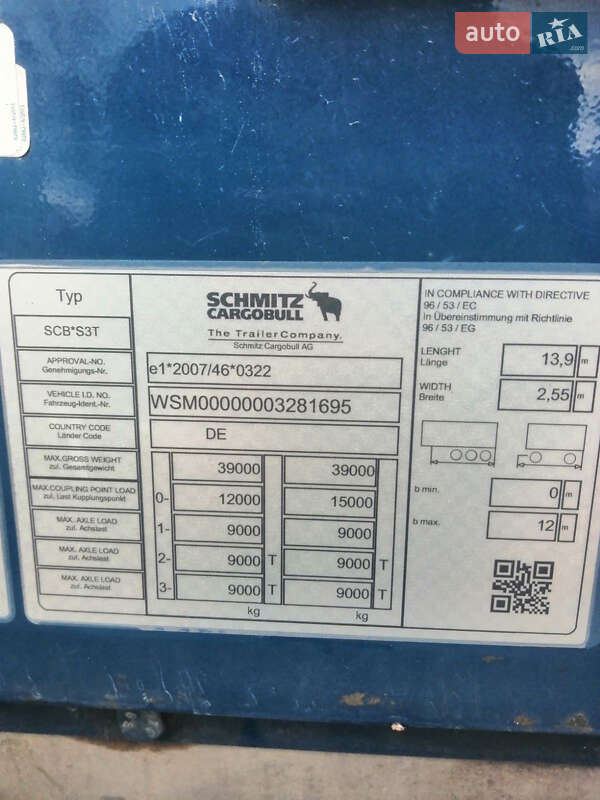 auto RIA.com
Typ
SCHMITZ
CARGOBULL
The TrailerCompany.
Schmitz Cargobull AG
SCB*S3T
APPROVAL-NO.
Genehmigungs-Nr.
e1*2007/46*0322
VEHICLE I.D. NO.
Fahrzeug-Ident.-Nr.
WSM00000003281695
COUNTRY CODE
Länder Code
DE
MAX.GROSS WEIGHT
zul. Gesamtgewicht
39000 39000
MAX.COUPLING POINT LOAD
zul. Last Kupplungspunkt
0- 12000 15000
MAX. AXLE LOAD
zul. Achslast
1- 9000 9000
MAX. AXLE LOAD
zul. Achslast
2- 9000 T 9000 T
MAX. AXLE LOAD
zul. Achslast
3- 9000 9000
kg kg
IN COMPLIANCE WITH DIRECTIVE
96 / 53 / EC
In Übereinstimmung mit Richtlinie
96 / 53 / EG
LENGHT
Länge
13,9 m
WIDTH
Breite
2,55 m
b min. 0 m
b max. 12 m